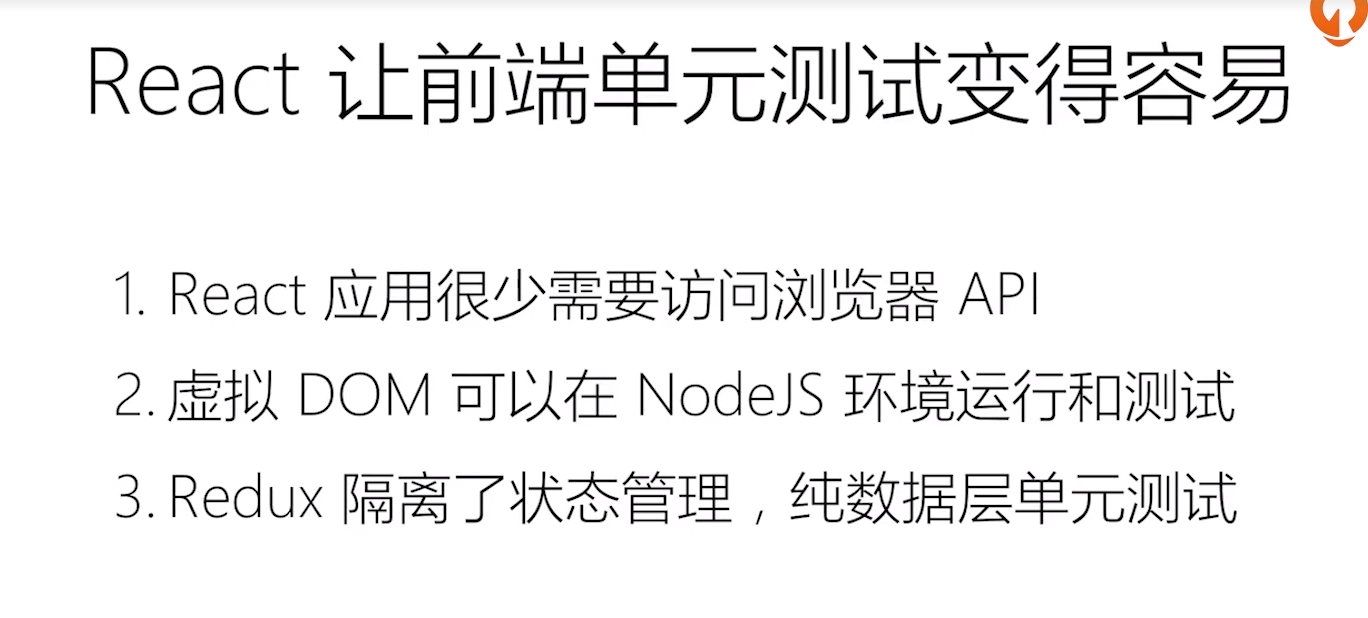 React 让前端单元测试变得容易
1. React 应用很少需要访问浏览器 API
2. 虚拟 DOM 可以在 NodeJS 环境运行和测试
3. Redux 隔离了状态管理，纯数据层单元测试